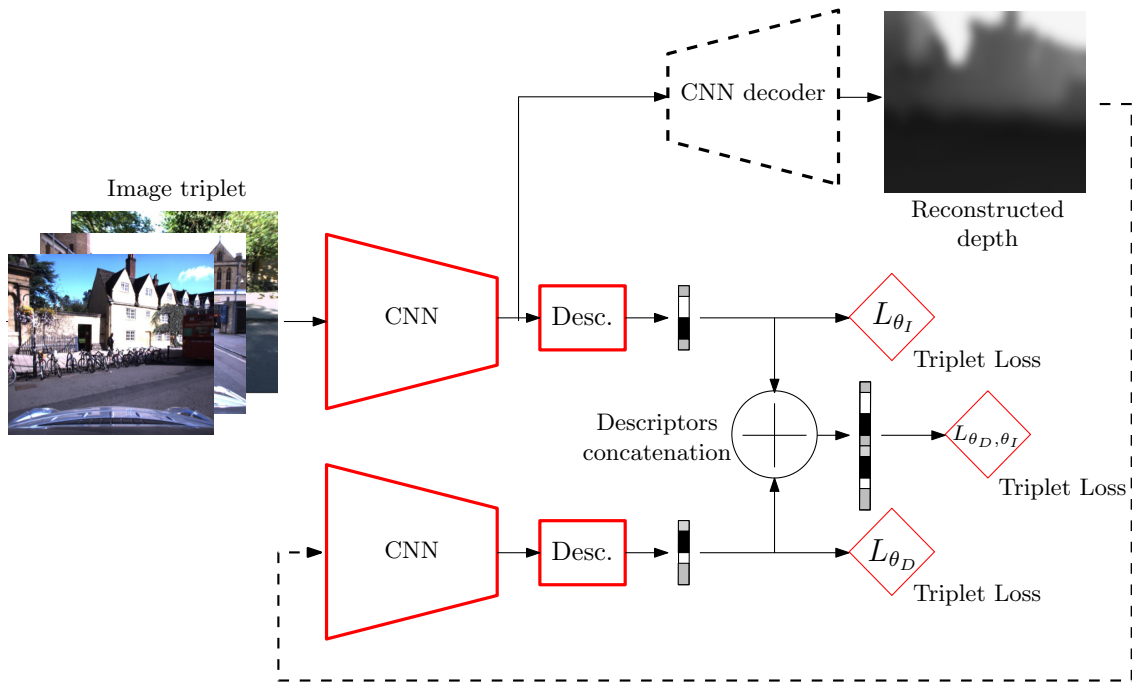 CNN decoder
Image triplet
Reconstructed
depth
CNN
Desc.
L_{θ_I}
Triplet Loss
Descriptors
concatenation
L_{θ_D,θ_I}
Triplet Loss
CNN
Desc.
L_{θ_D}
Triplet Loss